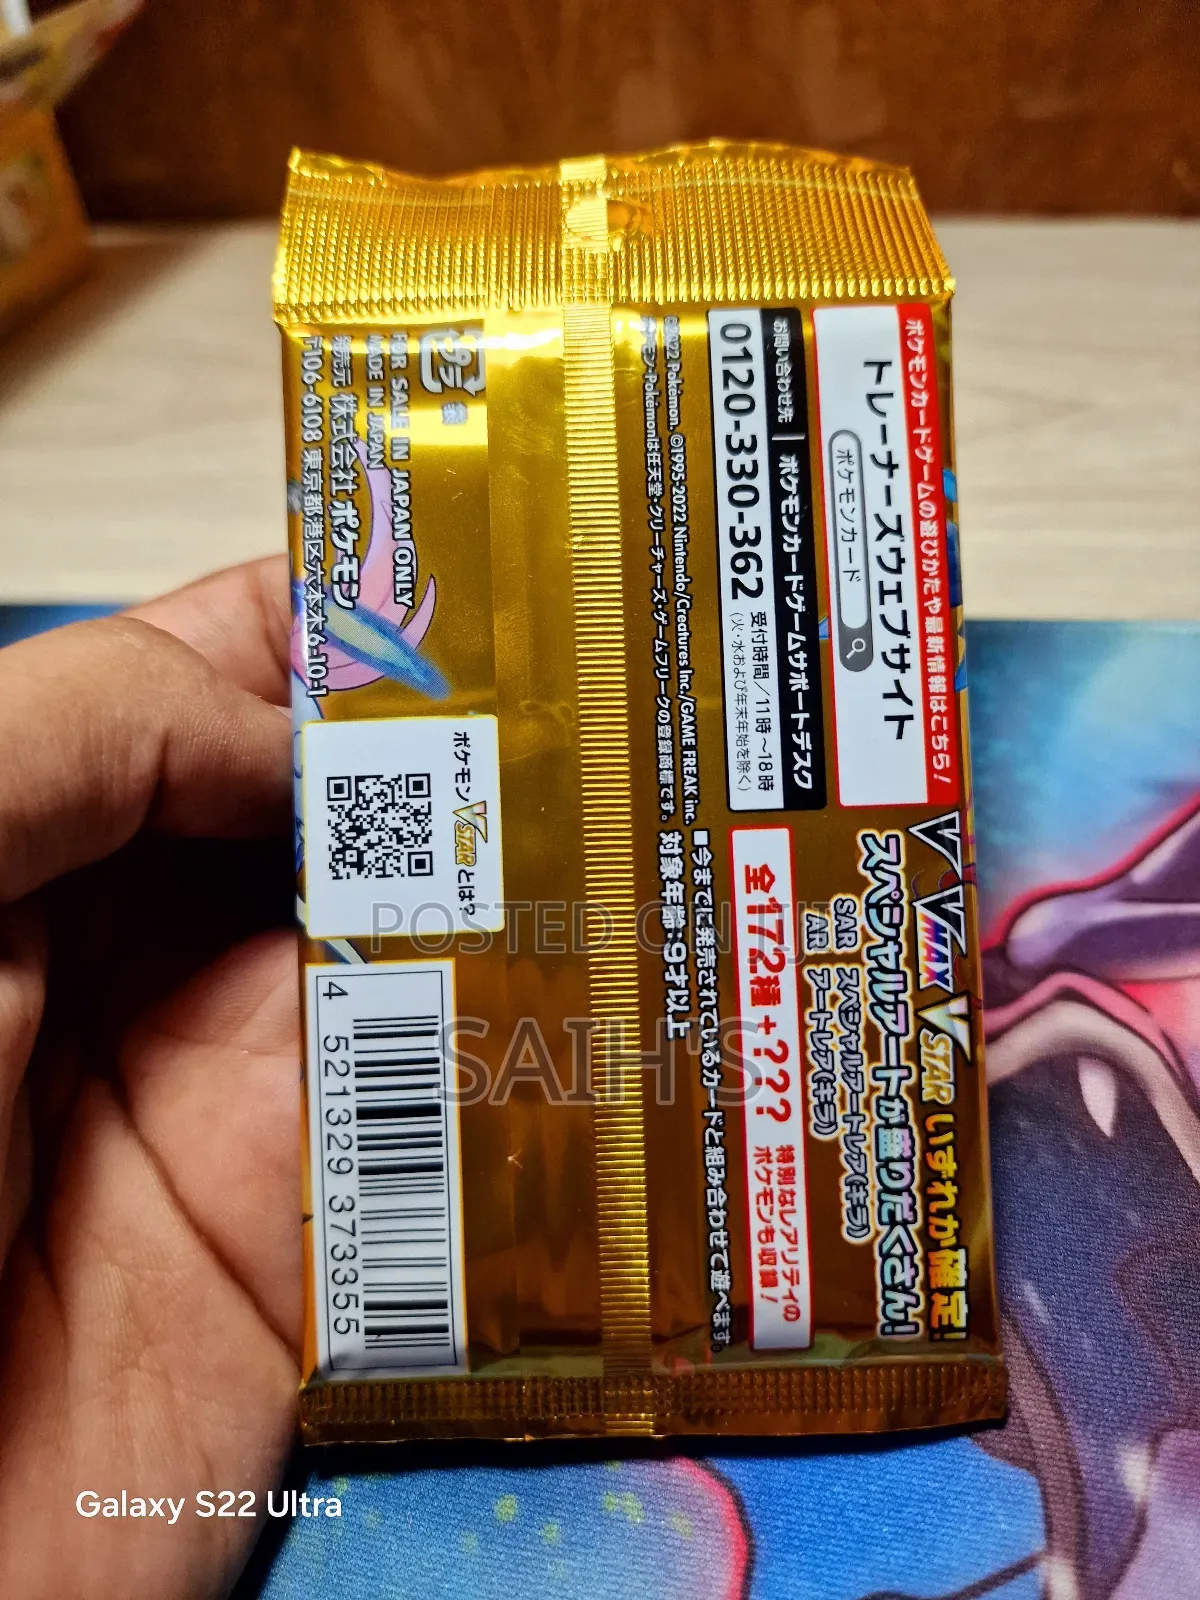 ポケモンカードゲームの遊びかたや最新情報はこちら!
トレーナーズウェブサイト
ポケモンカード
お問い合わせ先 | ポケモンカードゲームサポートデスク
0120-330-362 受付時間/11時~18時
(火・水および年末年始を除く)
©2022 Pokémon. ©1995-2022 Nintendo/Creatures Inc./GAME FREAK inc.
ポケモン・Pokémonは任天堂・クリーチャーズ・ゲームフリークの登録商標です。
V VMAX VSTAR いずれか確定!
スペシャルアートが盛りだくさん!
SAR スペシャルアートレア(キラ)
AR アートレア(キラ)
全172種+???
特別なレアリティの
ポケモンも収録!
■今までに発売されているカードと組み合わせて遊べます。
対象年齢:9才以上
プラ
FOR SALE IN JAPAN ONLY
MADE IN JAPAN
発売元 株式会社ポケモン
〒106-6108 東京都港区六本木6-10-1
ポケモンVSTARとは?
4 521329 373355
POSTED ON JIJI
SAIH'S
Galaxy S22 Ultra